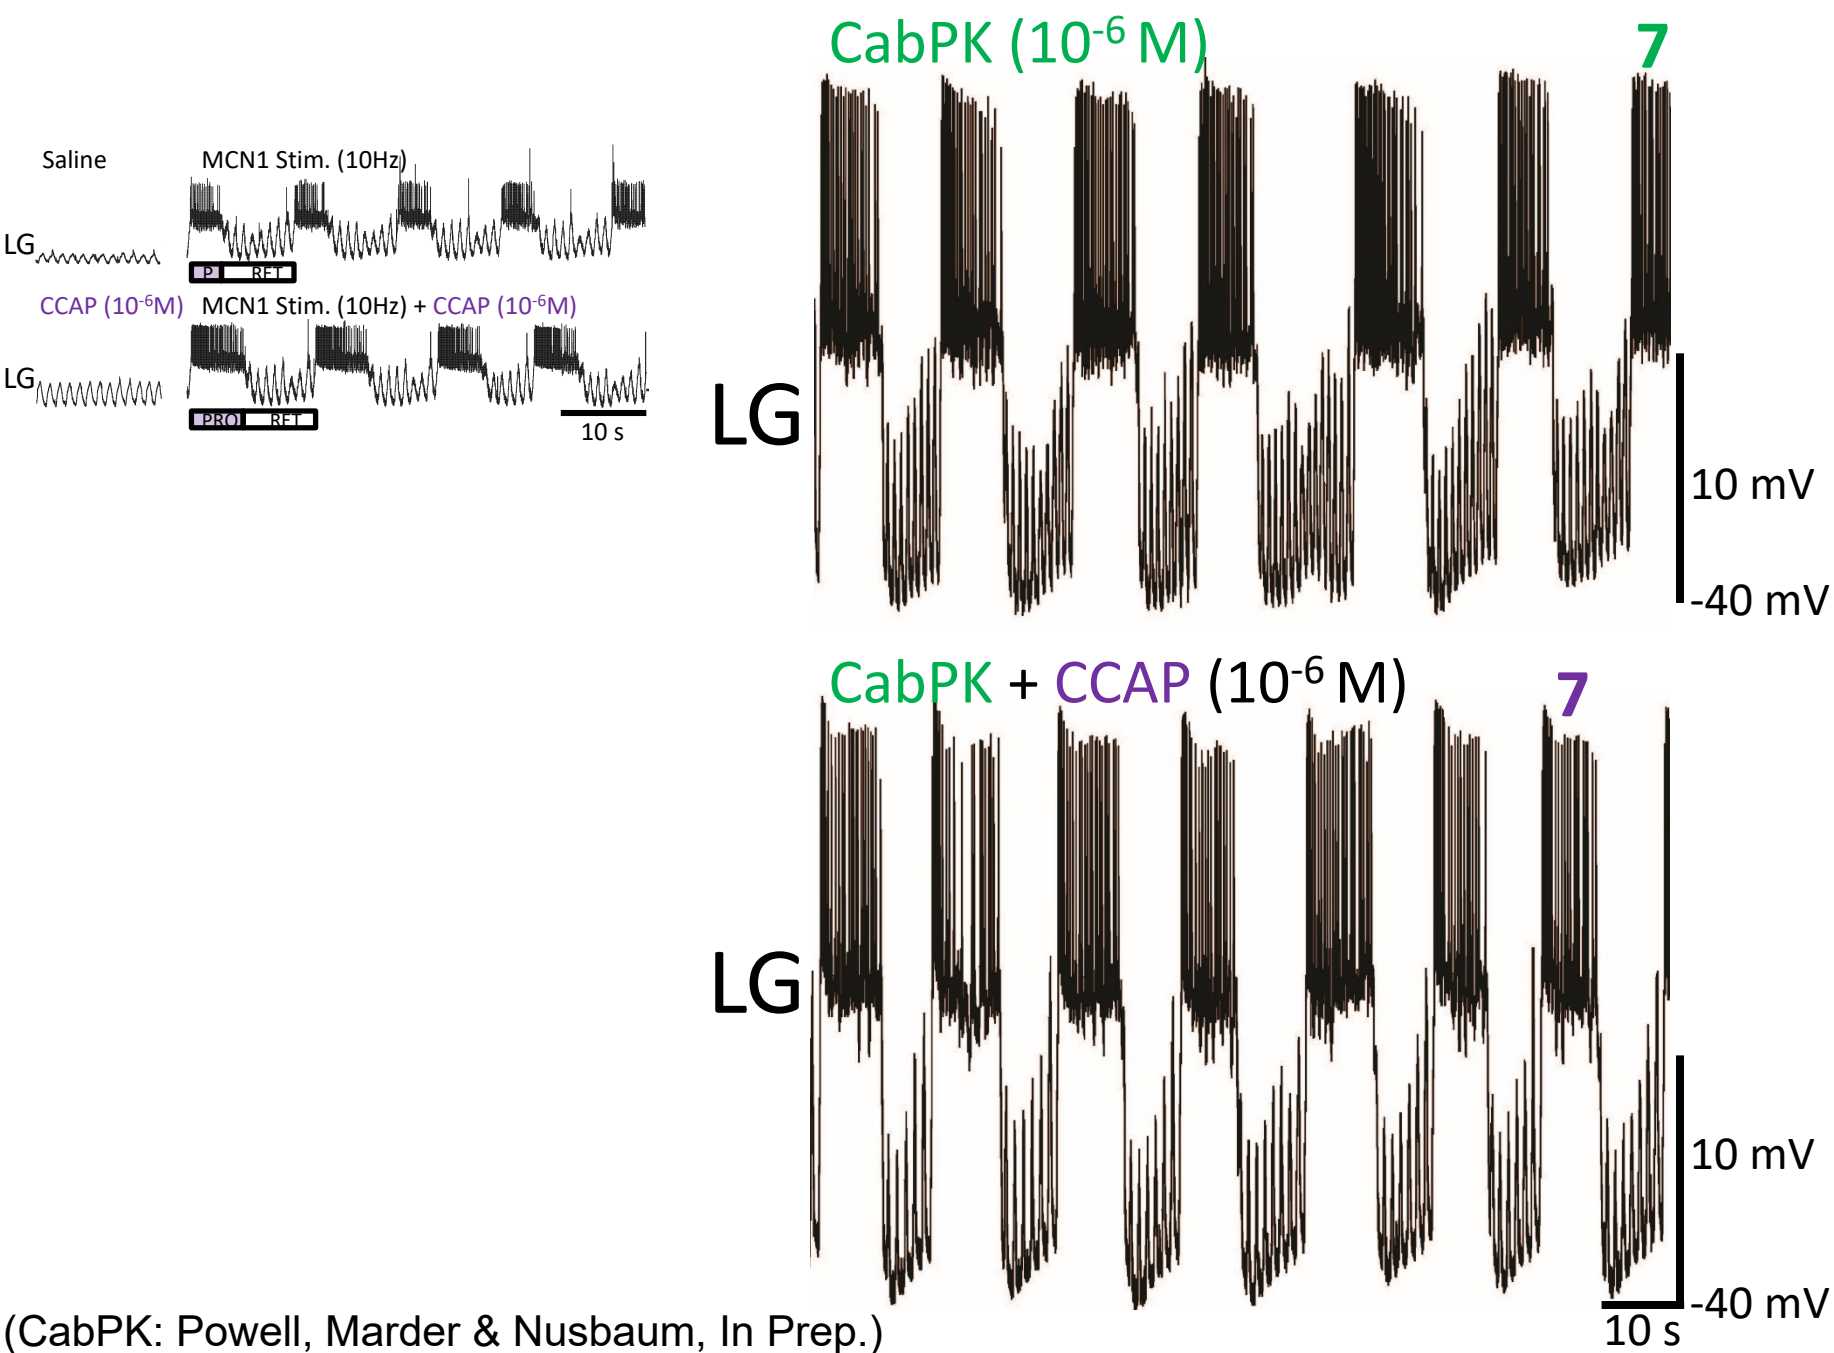 CabPK (10⁻⁶ M) 7
Saline MCN1 Stim. (10Hz)
LG
P RET
CCAP (10⁻⁶M) MCN1 Stim. (10Hz) + CCAP (10⁻⁶M)
LG
PRO RET
10 s
LG
10 mV
-40 mV
CabPK + CCAP (10⁻⁶ M) 7
LG
10 mV
-40 mV
10 s
(CabPK: Powell, Marder & Nusbaum, In Prep.)